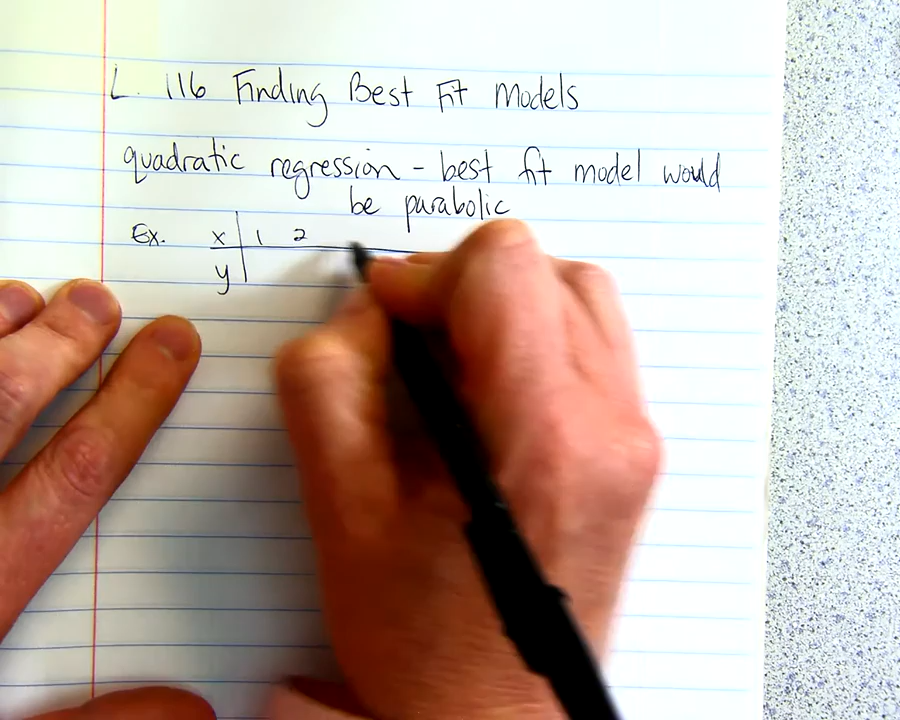 L. 116 Finding Best Fit Models
quadratic regression - best fit model would
be parabolic
Ex. x 1 2
y